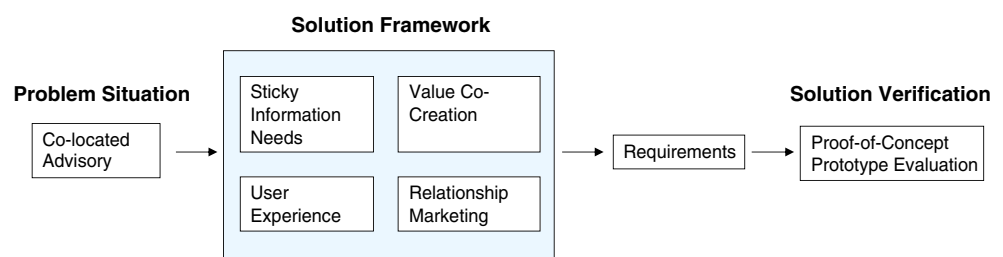 Solution Framework
Problem Situation
Co-located
Advisory
Sticky
Information
Needs
Value Co-
Creation
User
Experience
Relationship
Marketing
Requirements
Solution Verification
Proof-of-Concept
Prototype Evaluation